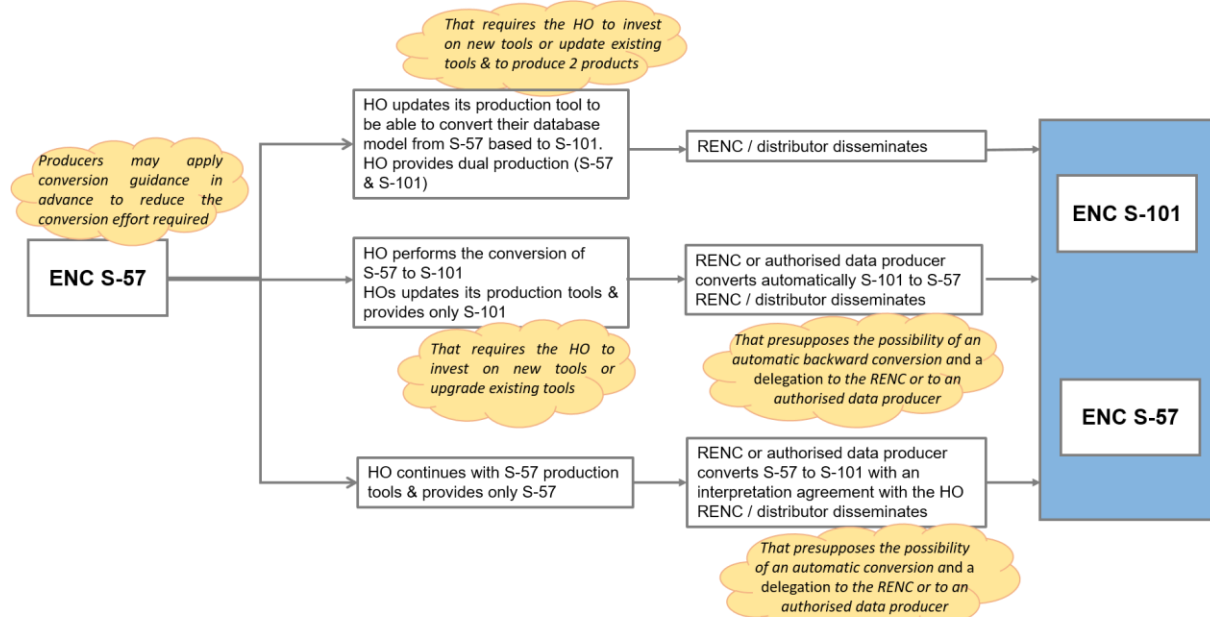 That requires the HO to invest
on new tools or update existing
tools & to produce 2 products
Producers may apply
conversion guidance in
advance to reduce the
conversion effort required
ENC S-57
HO updates its production tool to
be able to convert their database
model from S-57 based to S-101.
HO provides dual production (S-57
& S-101)
RENC / distributor disseminates
HO performs the conversion of
S-57 to S-101
HOs updates its production tools &
provides only S-101
RENC or authorised data producer
converts automatically S-101 to S-57
RENC / distributor disseminates
That requires the HO to
invest on new tools or
upgrade existing tools
That presupposes the possibility of an
automatic backward conversion and a
delegation to the RENC or to an
authorised data producer
HO continues with S-57 production
tools & provides only S-57
RENC or authorised data producer
converts S-57 to S-101 with an
interpretation agreement with the HO
RENC / distributor disseminates
That presupposes the possibility
of an automatic conversion and a
delegation to the RENC or to an
authorised data producer
ENC S-101
ENC S-57